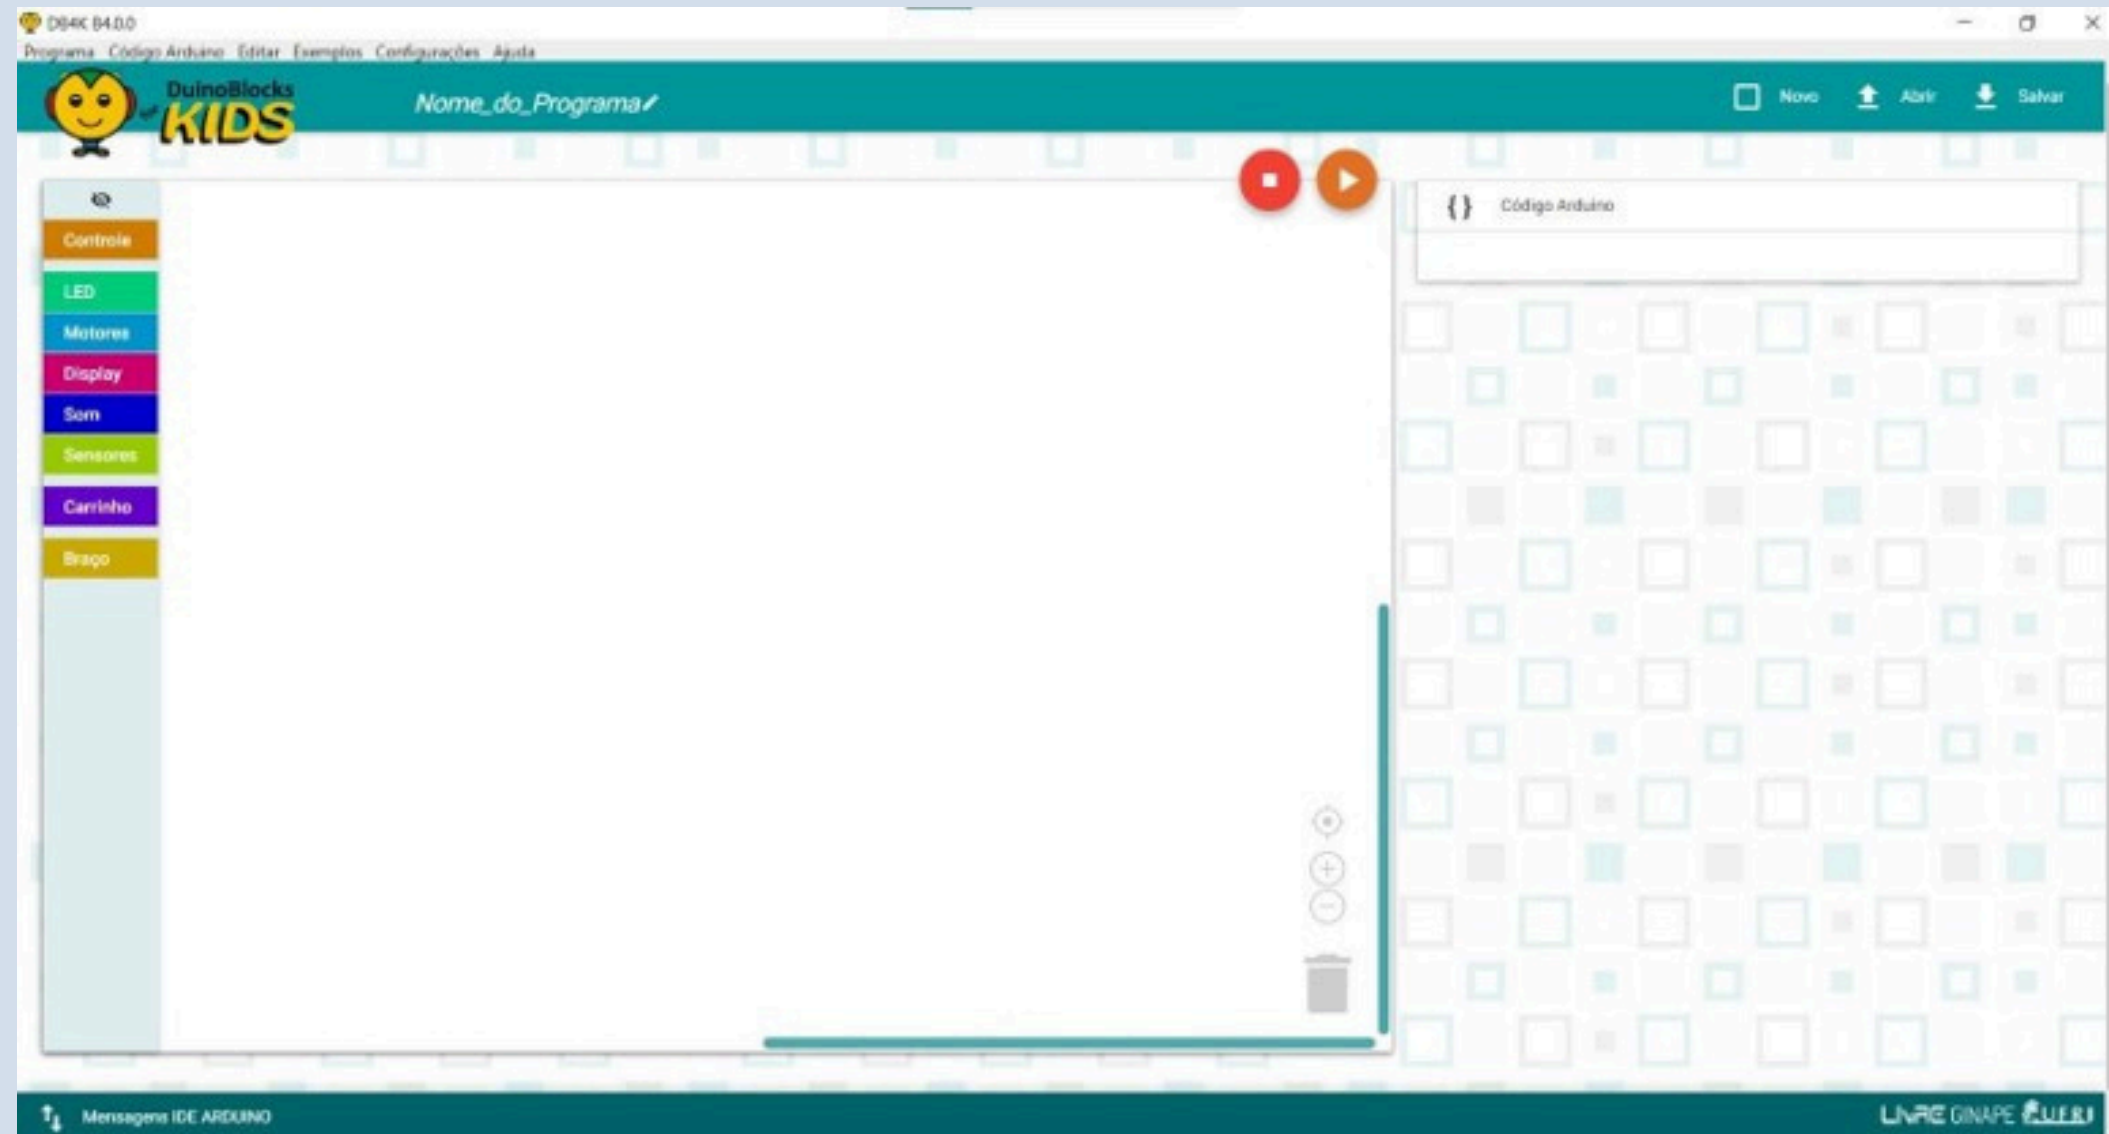 DB4K B4.0.0
Programa Código Arduino Editar Exemplos Configurações Ajuda
DuinoBlocks
KIDS
Nome_do_Programa
Novo Abrir Salvar
{ } Código Arduino
Controle
LED
Motores
Display
Som
Sensores
Carrinho
Braço
Mensagens IDE ARDUINO
LIVRE GINAPE UFRJ